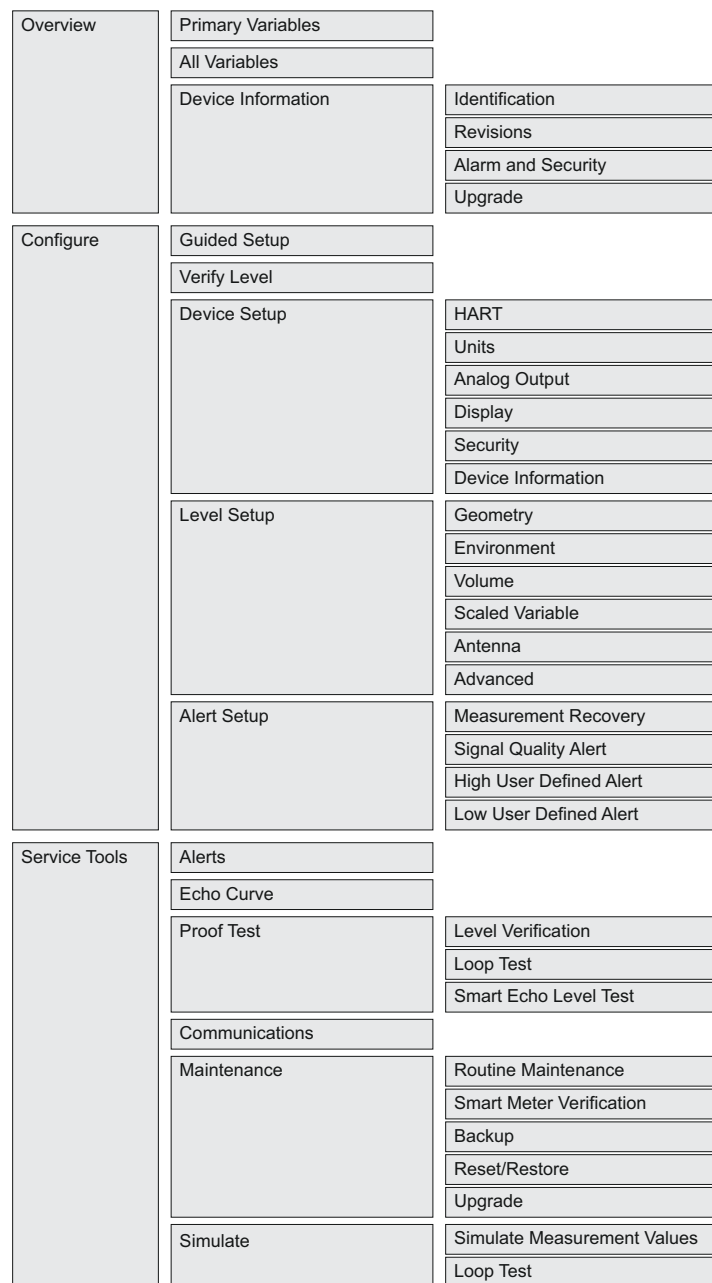 Overview
Primary Variables
All Variables
Device Information
Identification
Revisions
Alarm and Security
Upgrade
Configure
Guided Setup
Verify Level
Device Setup
HART
Units
Analog Output
Display
Security
Device Information
Level Setup
Geometry
Environment
Volume
Scaled Variable
Antenna
Advanced
Alert Setup
Measurement Recovery
Signal Quality Alert
High User Defined Alert
Low User Defined Alert
Service Tools
Alerts
Echo Curve
Proof Test
Level Verification
Loop Test
Smart Echo Level Test
Communications
Maintenance
Routine Maintenance
Smart Meter Verification
Backup
Reset/Restore
Upgrade
Simulate
Simulate Measurement Values
Loop Test